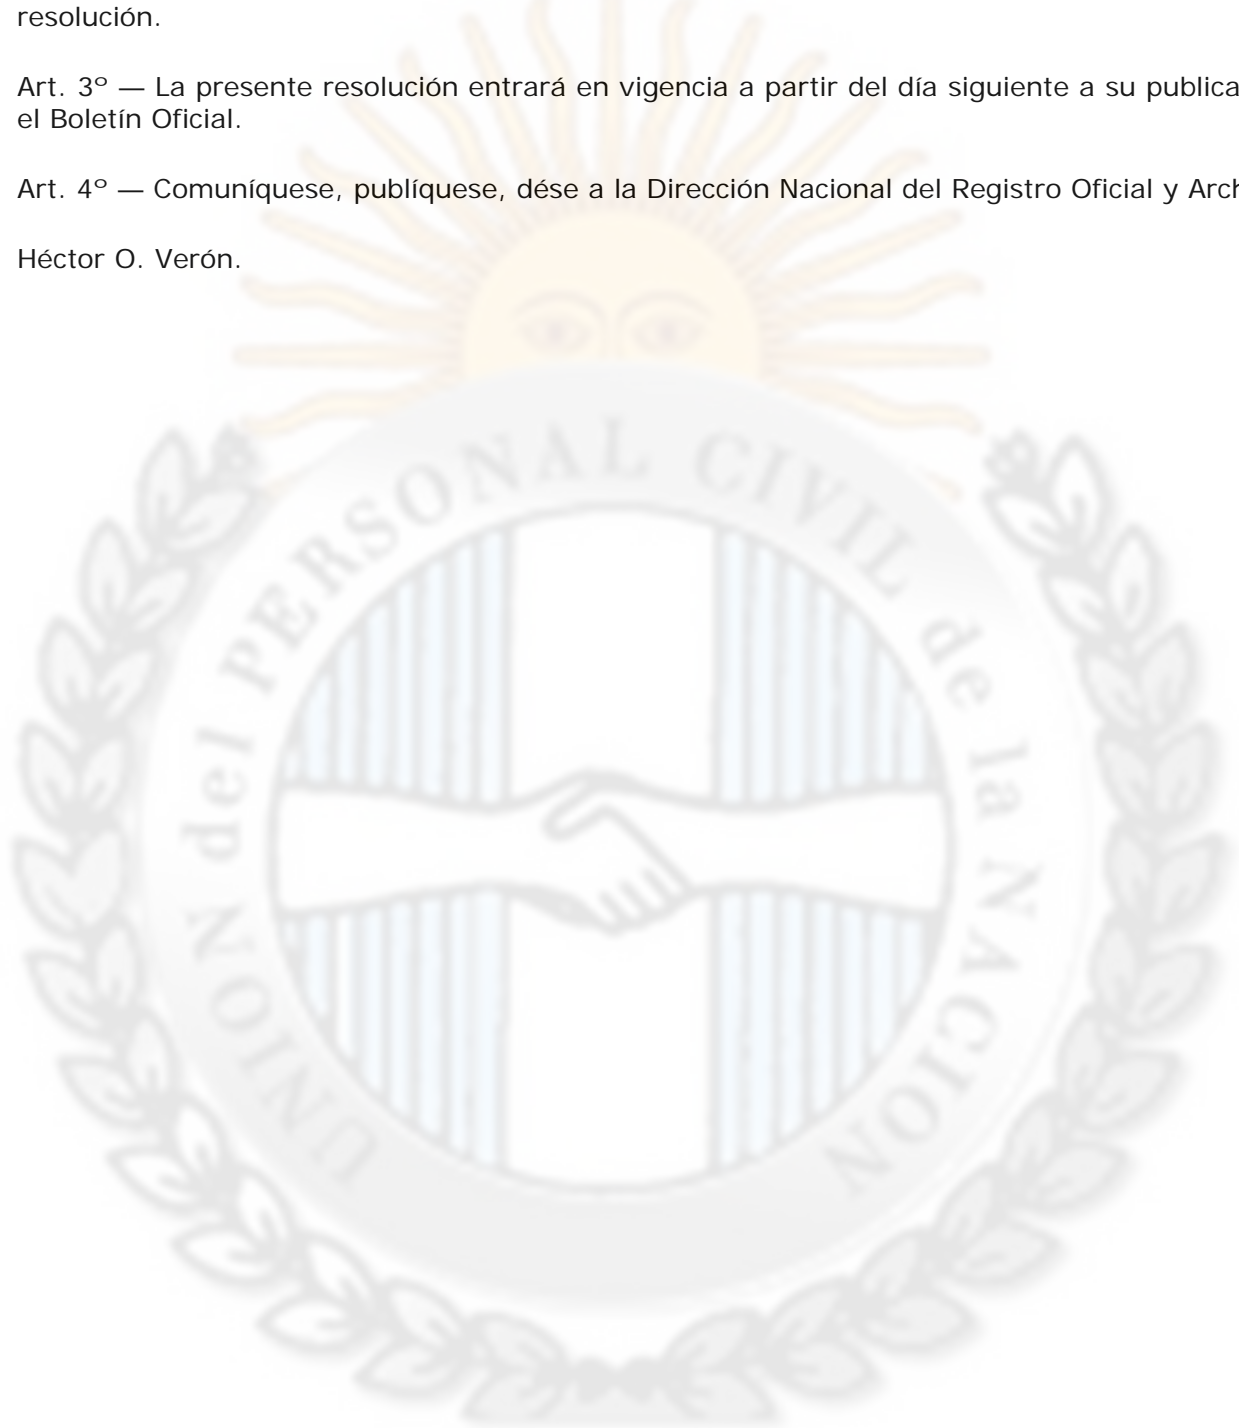 resolución.
Art. 3º — La presente resolución entrará en vigencia a partir del día siguiente a su publica
el Boletín Oficial.
Art. 4º — Comuníquese, publíquese, dése a la Dirección Nacional del Registro Oficial y Arch
Héctor O. Verón.
UNION del PERSONAL CIVIL de la NACION